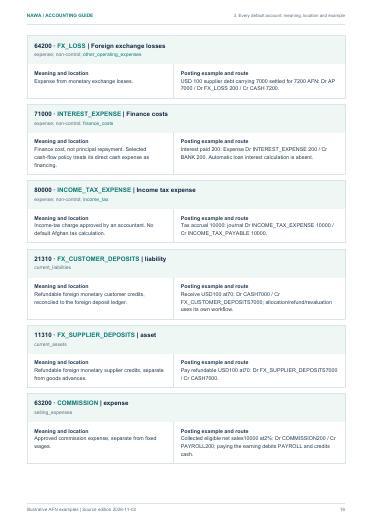 NAWA | ACCOUNTING GUIDE
3. Every default account: meaning, location and example
64200 · FX_LOSS | Foreign exchange losses
expense; non-control; other_operating_expenses
Meaning and location
Expense from monetary exchange losses.
Posting example and route
USD 100 supplier debt carrying 7000 settled for 7200 AFN: Dr AP
7000 / Dr FX_LOSS 200 / Cr CASH 7200.
71000 · INTEREST_EXPENSE | Finance costs
expense; non-control; finance_costs
Meaning and location
Finance cost, not principal repayment. Selected
cash-flow policy treats its direct cash expense as
financing.
Posting example and route
Interest paid 200: Expense Dr INTEREST_EXPENSE 200 / Cr
BANK 200. Automatic loan interest calculation is absent.
80000 · INCOME_TAX_EXPENSE | Income tax expense
expense; non-control; income_tax
Meaning and location
Income-tax charge approved by an accountant. No
default Afghan tax calculation.
Posting example and route
Tax accrual 10000: journal Dr INCOME_TAX_EXPENSE 10000 /
Cr INCOME_TAX_PAYABLE 10000.
21310 · FX_CUSTOMER_DEPOSITS | liability
current_liabilities
Meaning and location
Refundable foreign monetary customer credits,
reconciled to the foreign deposit ledger.
Posting example and route
Receive USD100 at70: Dr CASH7000 / Cr
FX_CUSTOMER_DEPOSITS7000; allocation/refund/revaluation
uses its own workflow.
11310 · FX_SUPPLIER_DEPOSITS | asset
current_assets
Meaning and location
Refundable foreign monetary supplier credits, separate
from goods advances.
Posting example and route
Pay refundable USD100 at70: Dr FX_SUPPLIER_DEPOSITS7000
/ Cr CASH7000.
63200 · COMMISSION | expense
selling_expenses
Meaning and location
Approved commission expense, separate from fixed
wages.
Posting example and route
Collected eligible net sales10000 at2%: Dr COMMISSION200 / Cr
PAYROLL200; paying the earning debits PAYROLL and credits
cash.
Illustrative AFN examples | Source edition 2026-11-03